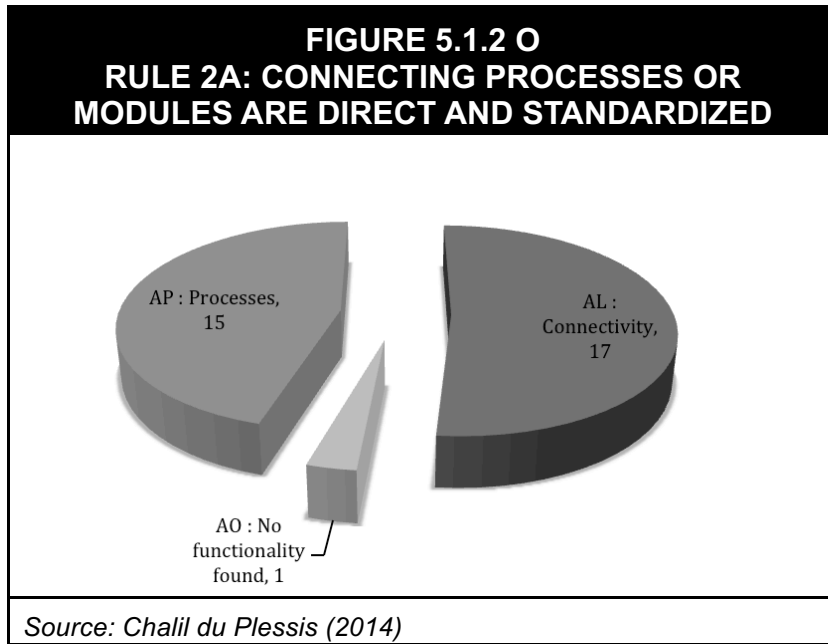 FIGURE 5.1.2 O
RULE 2A: CONNECTING PROCESSES OR
MODULES ARE DIRECT AND STANDARDIZED
AP : Processes,
15
AL :
Connectivity,
17
AO : No
functionality
found, 1
Source: Chalil du Plessis (2014)